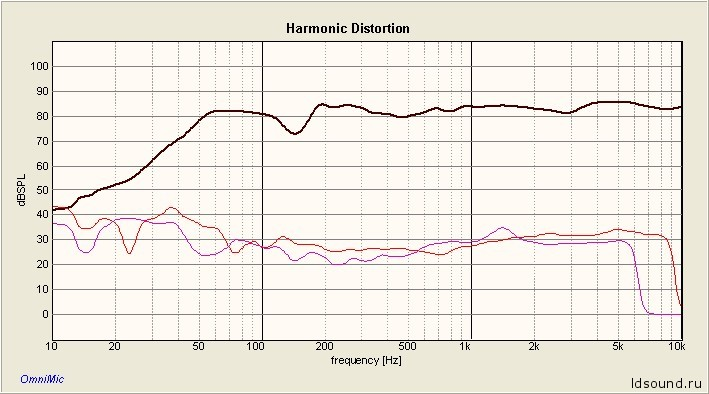 Harmonic Distortion
100
90
80
70
60
50
40
30
20
10
0
dBSPL
10 20 50 100 200 500 1k 2k 5k 10k
frequency [Hz]
OmniMic
ldsound.ru